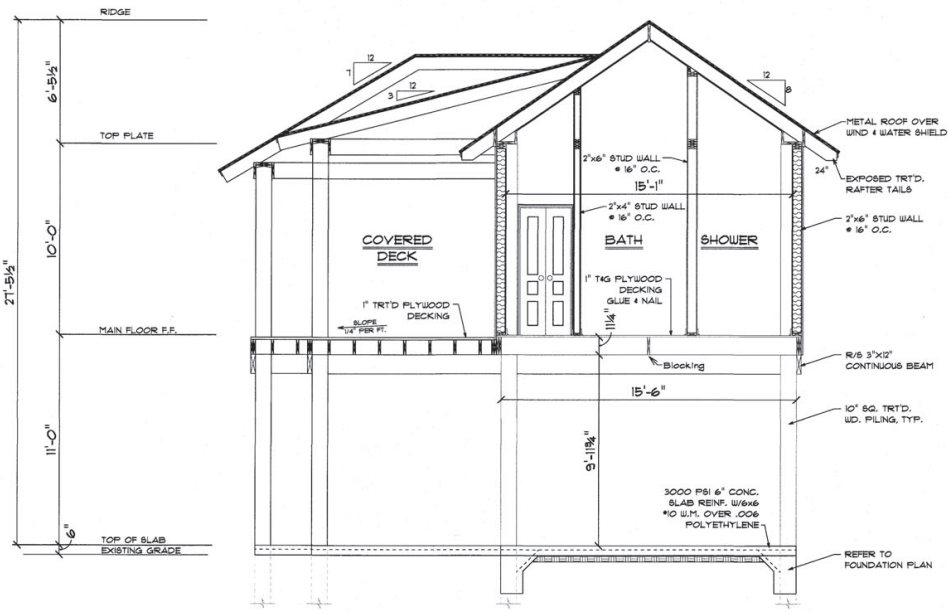 RIDGE
6'-5½"
TOP PLATE
10'-0"
27'-5½"
MAIN FLOOR F.F.
11'-0"
6"
TOP OF SLAB
EXISTING GRADE
12
7
12
3
12
8
METAL ROOF OVER
WIND & WATER SHIELD
24"
EXPOSED TRT'D.
RAFTER TAILS
2"x6" STUD WALL
@ 16" O.C.
15'-1"
2"x4" STUD WALL
@ 16" O.C.
2"x6" STUD WALL
@ 16" O.C.
COVERED
DECK
BATH
SHOWER
1" T&G PLYWOOD
DECKING
GLUE & NAIL
1" TRT'D PLYWOOD
DECKING
SLOPE
1/4" PER FT.
11¼"
Blocking
R/S 3"X12"
CONTINUOUS BEAM
15'-6"
10" SQ. TRT'D.
WD. PILING, TYP.
9'-11¾"
3000 PSI 6" CONC.
SLAB REINF. W/6x6
#10 W.M. OVER .006
POLYETHYLENE
REFER TO
FOUNDATION PLAN